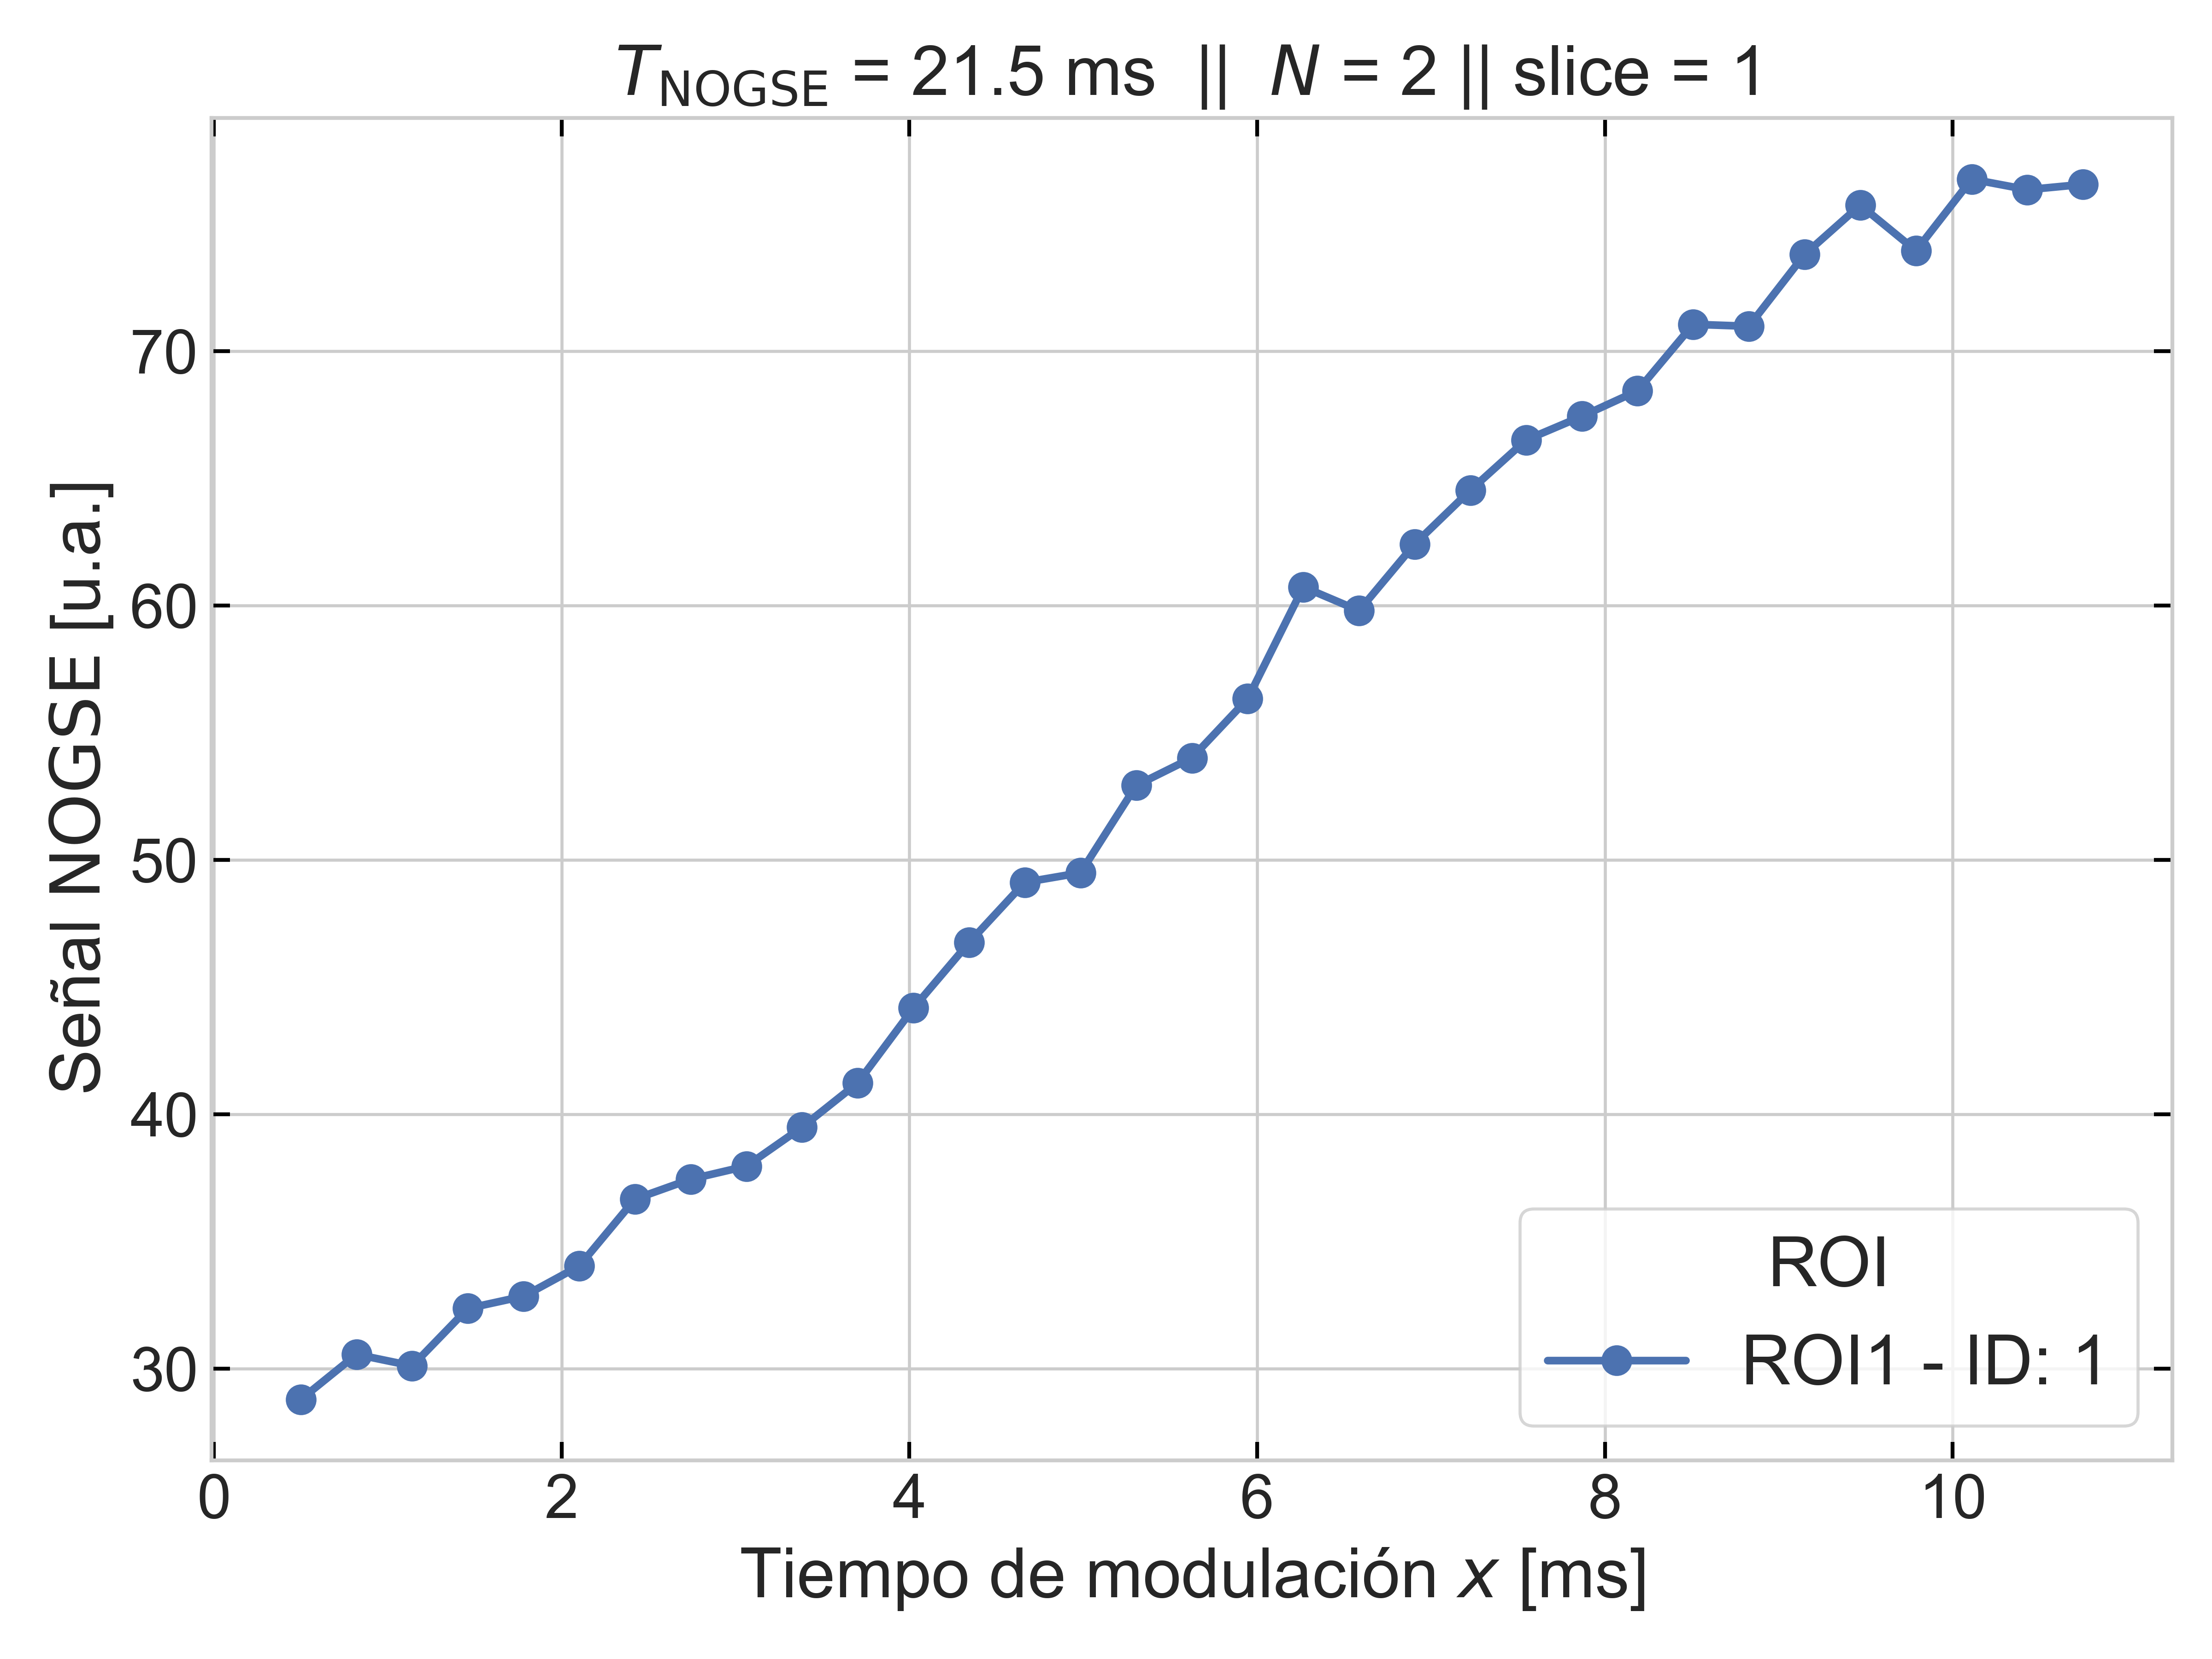 T_NOGSE = 21.5 ms || N = 2 || slice = 1
Señal NOGSE [u.a.]
70
60
50
40
30
0 2 4 6 8 10
Tiempo de modulación x [ms]
ROI
ROI1 - ID: 1